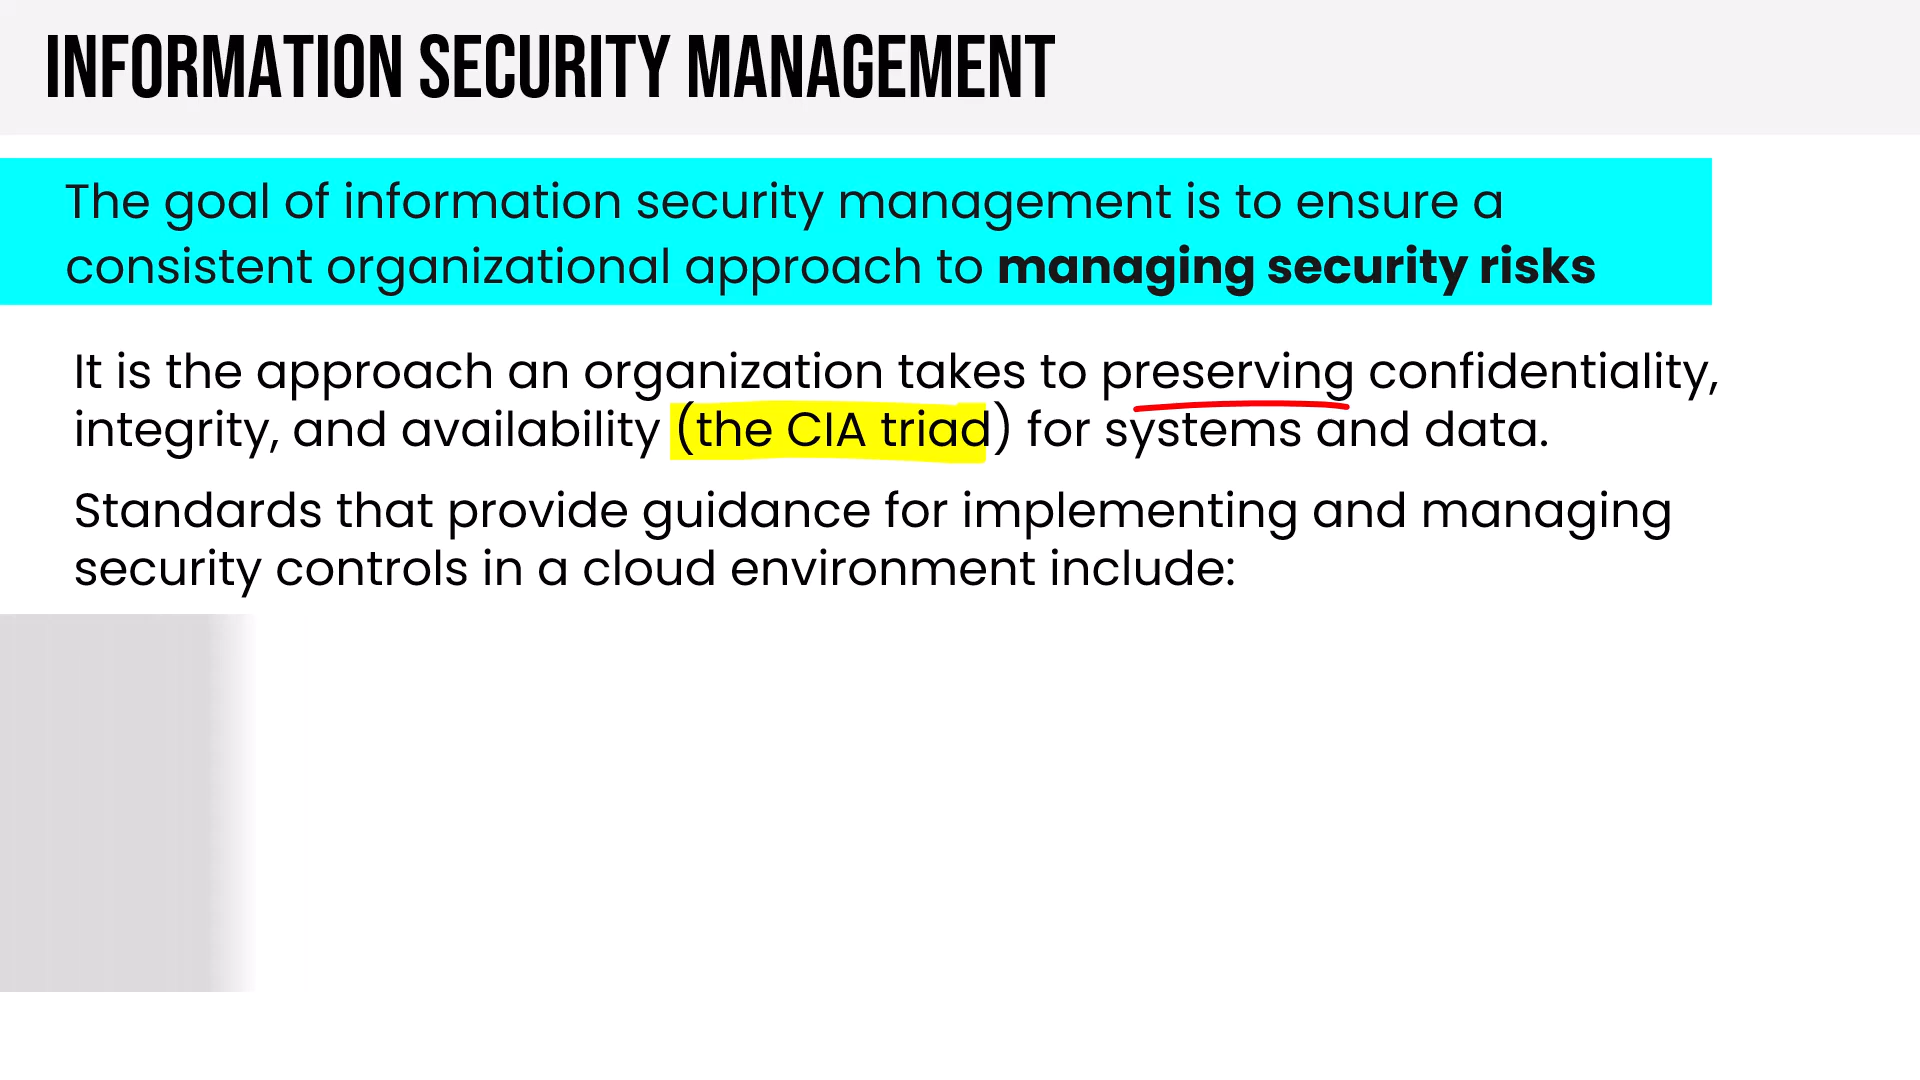 INFORMATION SECURITY MANAGEMENT
The goal of information security management is to ensure a
consistent organizational approach to managing security risks
It is the approach an organization takes to preserving confidentiality,
integrity, and availability (the CIA triad) for systems and data.
Standards that provide guidance for implementing and managing
security controls in a cloud environment include: